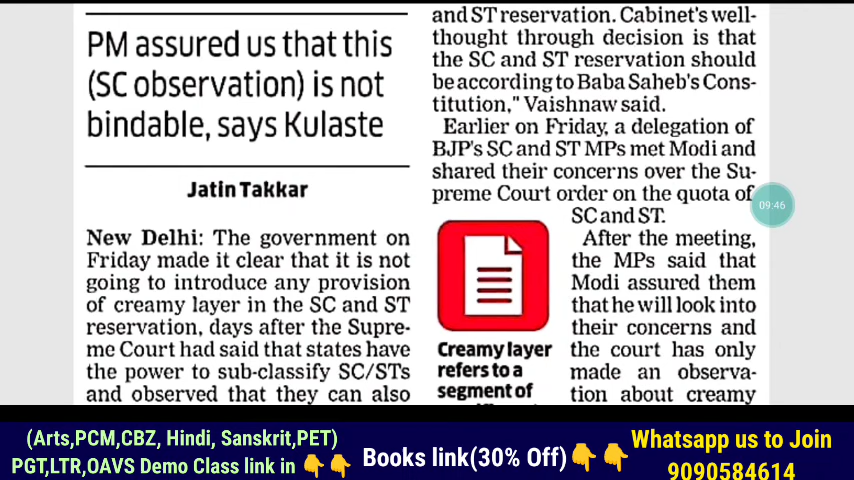 PM assured us that this
(SC observation) is not
bindable, says Kulaste
Jatin Takkar
New Delhi: The government on
Friday made it clear that it is not
going to introduce any provision
of creamy layer in the SC and ST
reservation, days after the Supre-
me Court had said that states have
the power to sub-classify SC/STs
and observed that they can also
and ST reservation. Cabinet's well-
thought through decision is that
the SC and ST reservation should
be according to Baba Saheb's Cons-
titution," Vaishnaw said.
Earlier on Friday, a delegation of
BJP's SC and ST MPs met Modi and
shared their concerns over the Su-
preme Court order on the quota of
SC and ST.
After the meeting,
the MPs said that
Modi assured them
that he will look into
their concerns and
the court has only
made an observa-
tion about creamy
Creamy layer
refers to a
segment of
09:46
(Arts,PCM,CBZ, Hindi, Sanskrit,PET)
PGT,LTR,OAVS Demo Class link in 👇👇
Books link(30% Off)👇👇
Whatsapp us to Join
9090584614